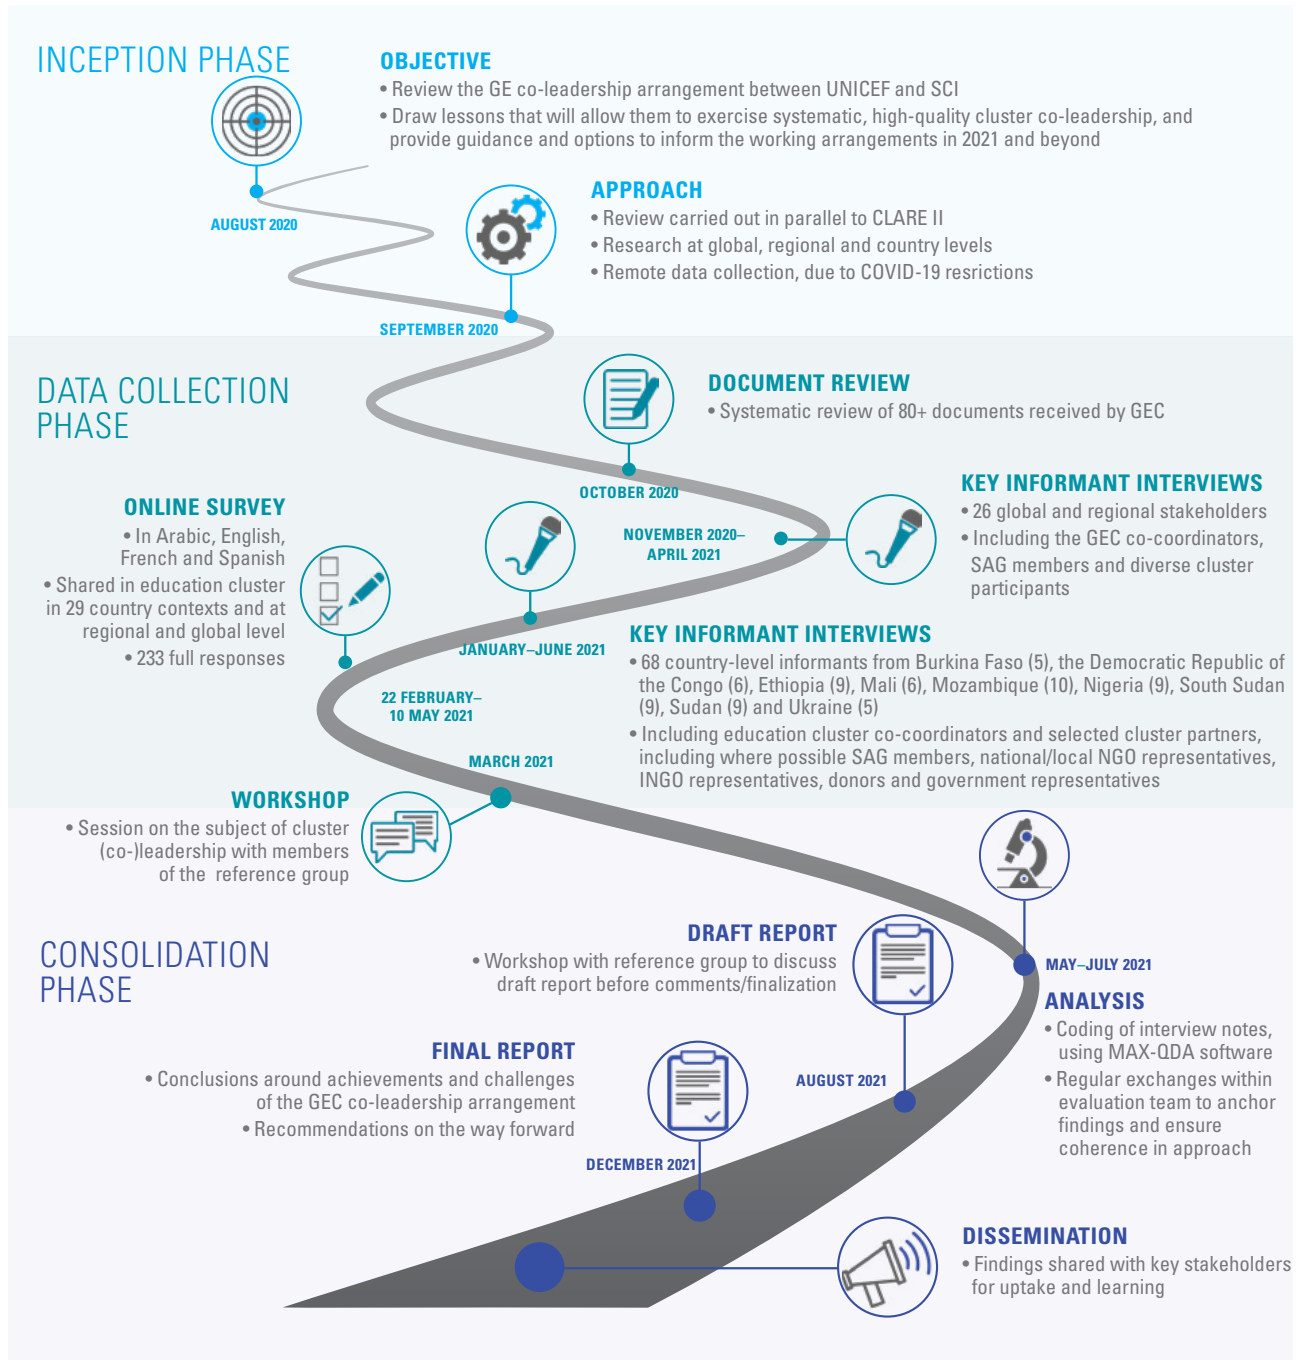 INCEPTION PHASE
OBJECTIVE
• Review the GE co-leadership arrangement between UNICEF and SCI
• Draw lessons that will allow them to exercise systematic, high-quality cluster co-leadership, and
provide guidance and options to inform the working arrangements in 2021 and beyond
AUGUST 2020
APPROACH
• Review carried out in parallel to CLARE II
• Research at global, regional and country levels
• Remote data collection, due to COVID-19 resrictions
SEPTEMBER 2020
DATA COLLECTION
PHASE
DOCUMENT REVIEW
• Systematic review of 80+ documents received by GEC
OCTOBER 2020
KEY INFORMANT INTERVIEWS
• 26 global and regional stakeholders
• Including the GEC co-coordinators,
SAG members and diverse cluster
participants
NOVEMBER 2020–
APRIL 2021
ONLINE SURVEY
• In Arabic, English,
French and Spanish
• Shared in education cluster
in 29 country contexts and at
regional and global level
• 233 full responses
22 FEBRUARY–
10 MAY 2021
JANUARY–JUNE 2021
KEY INFORMANT INTERVIEWS
• 68 country-level informants from Burkina Faso (5), the Democratic Republic of
the Congo (6), Ethiopia (9), Mali (6), Mozambique (10), Nigeria (9), South Sudan
(9), Sudan (9) and Ukraine (5)
• Including education cluster co-coordinators and selected cluster partners,
including where possible SAG members, national/local NGO representatives,
INGO representatives, donors and government representatives
MARCH 2021
WORKSHOP
• Session on the subject of cluster
(co-)leadership with members
of the reference group
CONSOLIDATION
PHASE
MAY–JULY 2021
ANALYSIS
• Coding of interview notes,
using MAX-QDA software
• Regular exchanges within
evaluation team to anchor
findings and ensure
coherence in approach
DRAFT REPORT
• Workshop with reference group to discuss
draft report before comments/finalization
AUGUST 2021
FINAL REPORT
• Conclusions around achievements and challenges
of the GEC co-leadership arrangement
• Recommendations on the way forward
DECEMBER 2021
DISSEMINATION
• Findings shared with key stakeholders
for uptake and learning